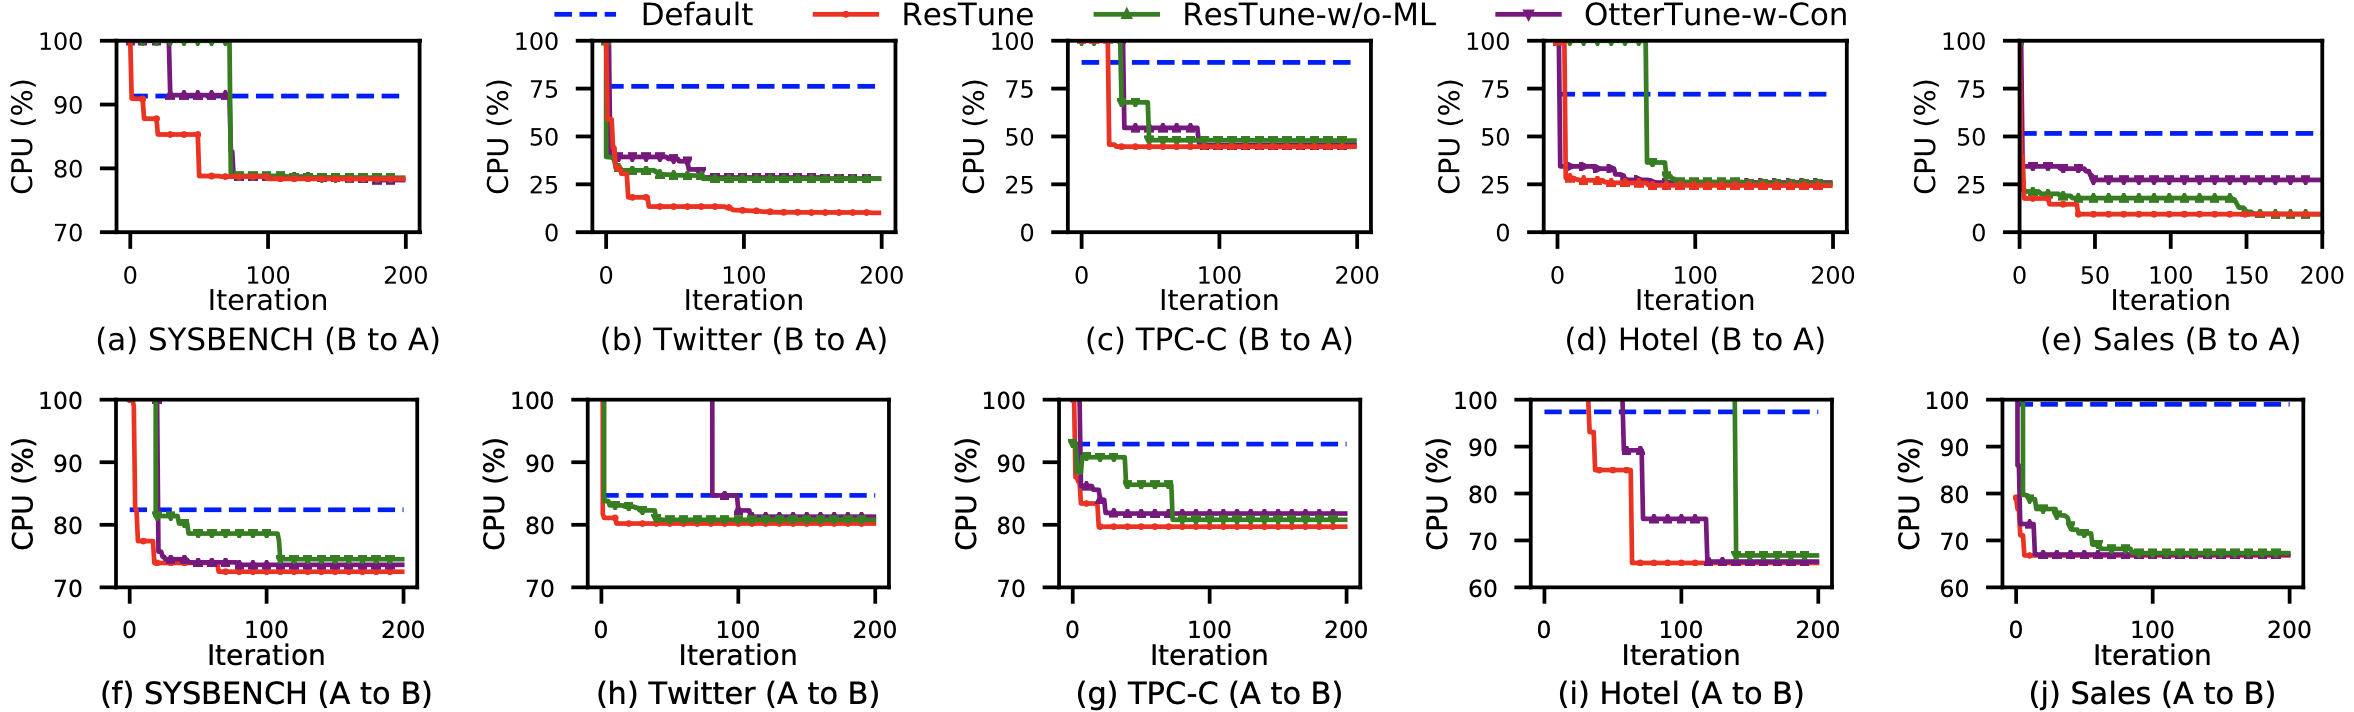 Default ResTune ResTune-w/o-ML OtterTune-w-Con
100 90 80 70 CPU (%) 0 100 200
Iteration
(a) SYSBENCH (B to A)
100 75 50 25 0 CPU (%) 0 100 200
Iteration
(b) Twitter (B to A)
100 75 50 25 0 CPU (%) 0 100 200
Iteration
(c) TPC-C (B to A)
100 75 50 25 0 CPU (%) 0 100 200
Iteration
(d) Hotel (B to A)
100 75 50 25 0 CPU (%) 0 50 100 150 200
Iteration
(e) Sales (B to A)
100 90 80 70 CPU (%) 0 100 200
Iteration
(f) SYSBENCH (A to B)
100 90 80 70 CPU (%) 0 100 200
Iteration
(h) Twitter (A to B)
100 90 80 70 CPU (%) 0 100 200
Iteration
(g) TPC-C (A to B)
100 90 80 70 60 CPU (%) 0 100 200
Iteration
(i) Hotel (A to B)
100 90 80 70 60 CPU (%) 0 100 200
Iteration
(j) Sales (A to B)